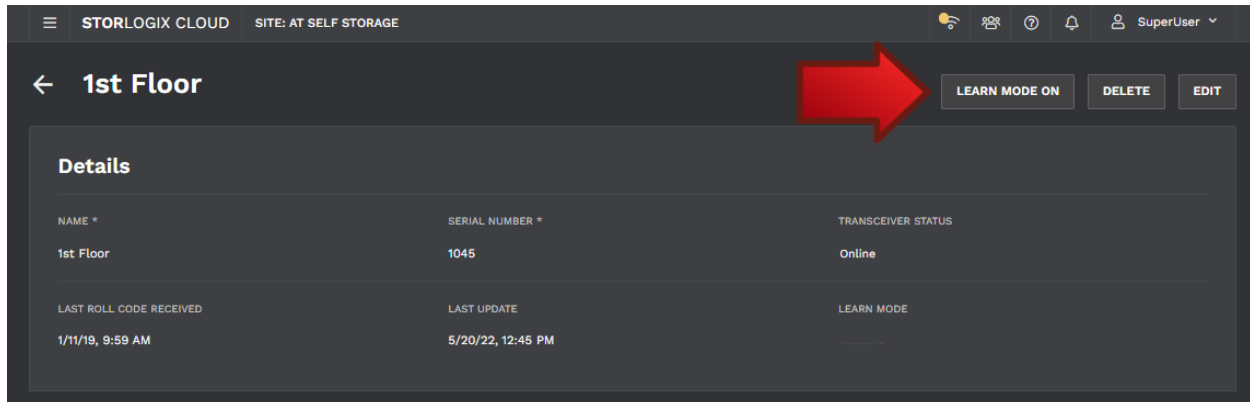 STORLOGIX CLOUD SITE: AT SELF STORAGE SuperUser
1st Floor LEARN MODE ON DELETE EDIT
Details
NAME * SERIAL NUMBER * TRANSCEIVER STATUS
1st Floor 1045 Online
LAST ROLL CODE RECEIVED LAST UPDATE LEARN MODE
1/11/19, 9:59 AM 5/20/22, 12:45 PM